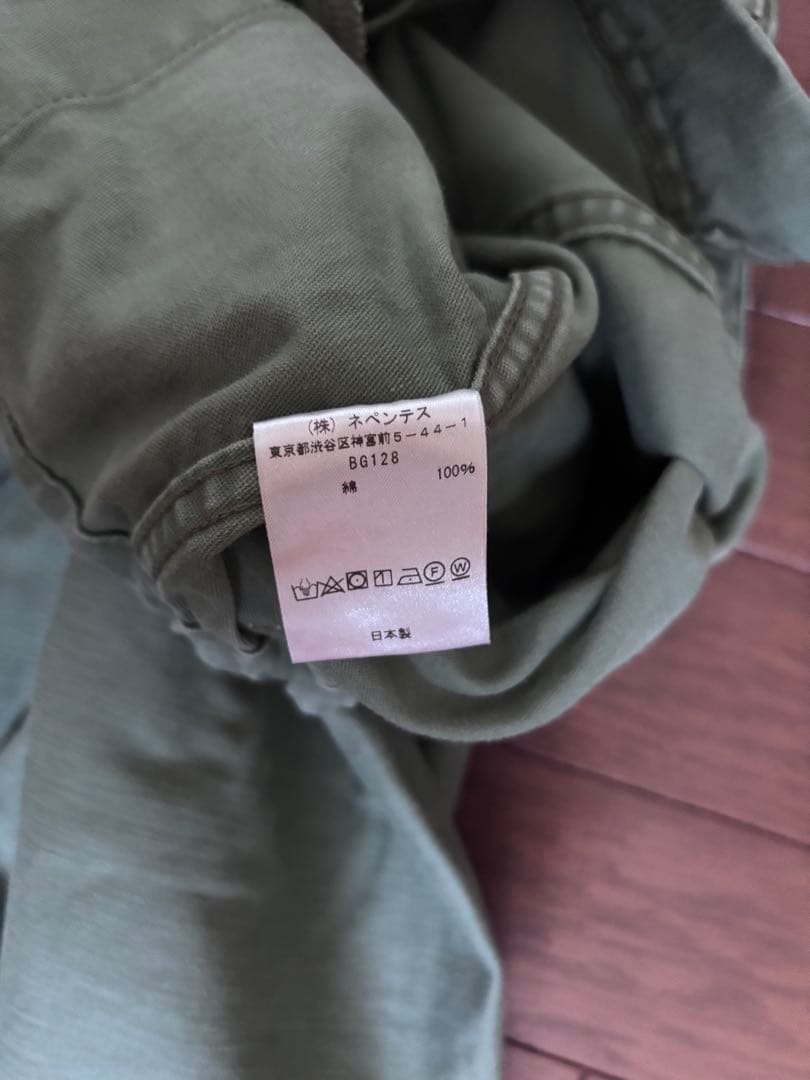 (株) ネペンテス
東京都渋谷区神宮前5-44-1
BG128
綿 100%
F W
日本製